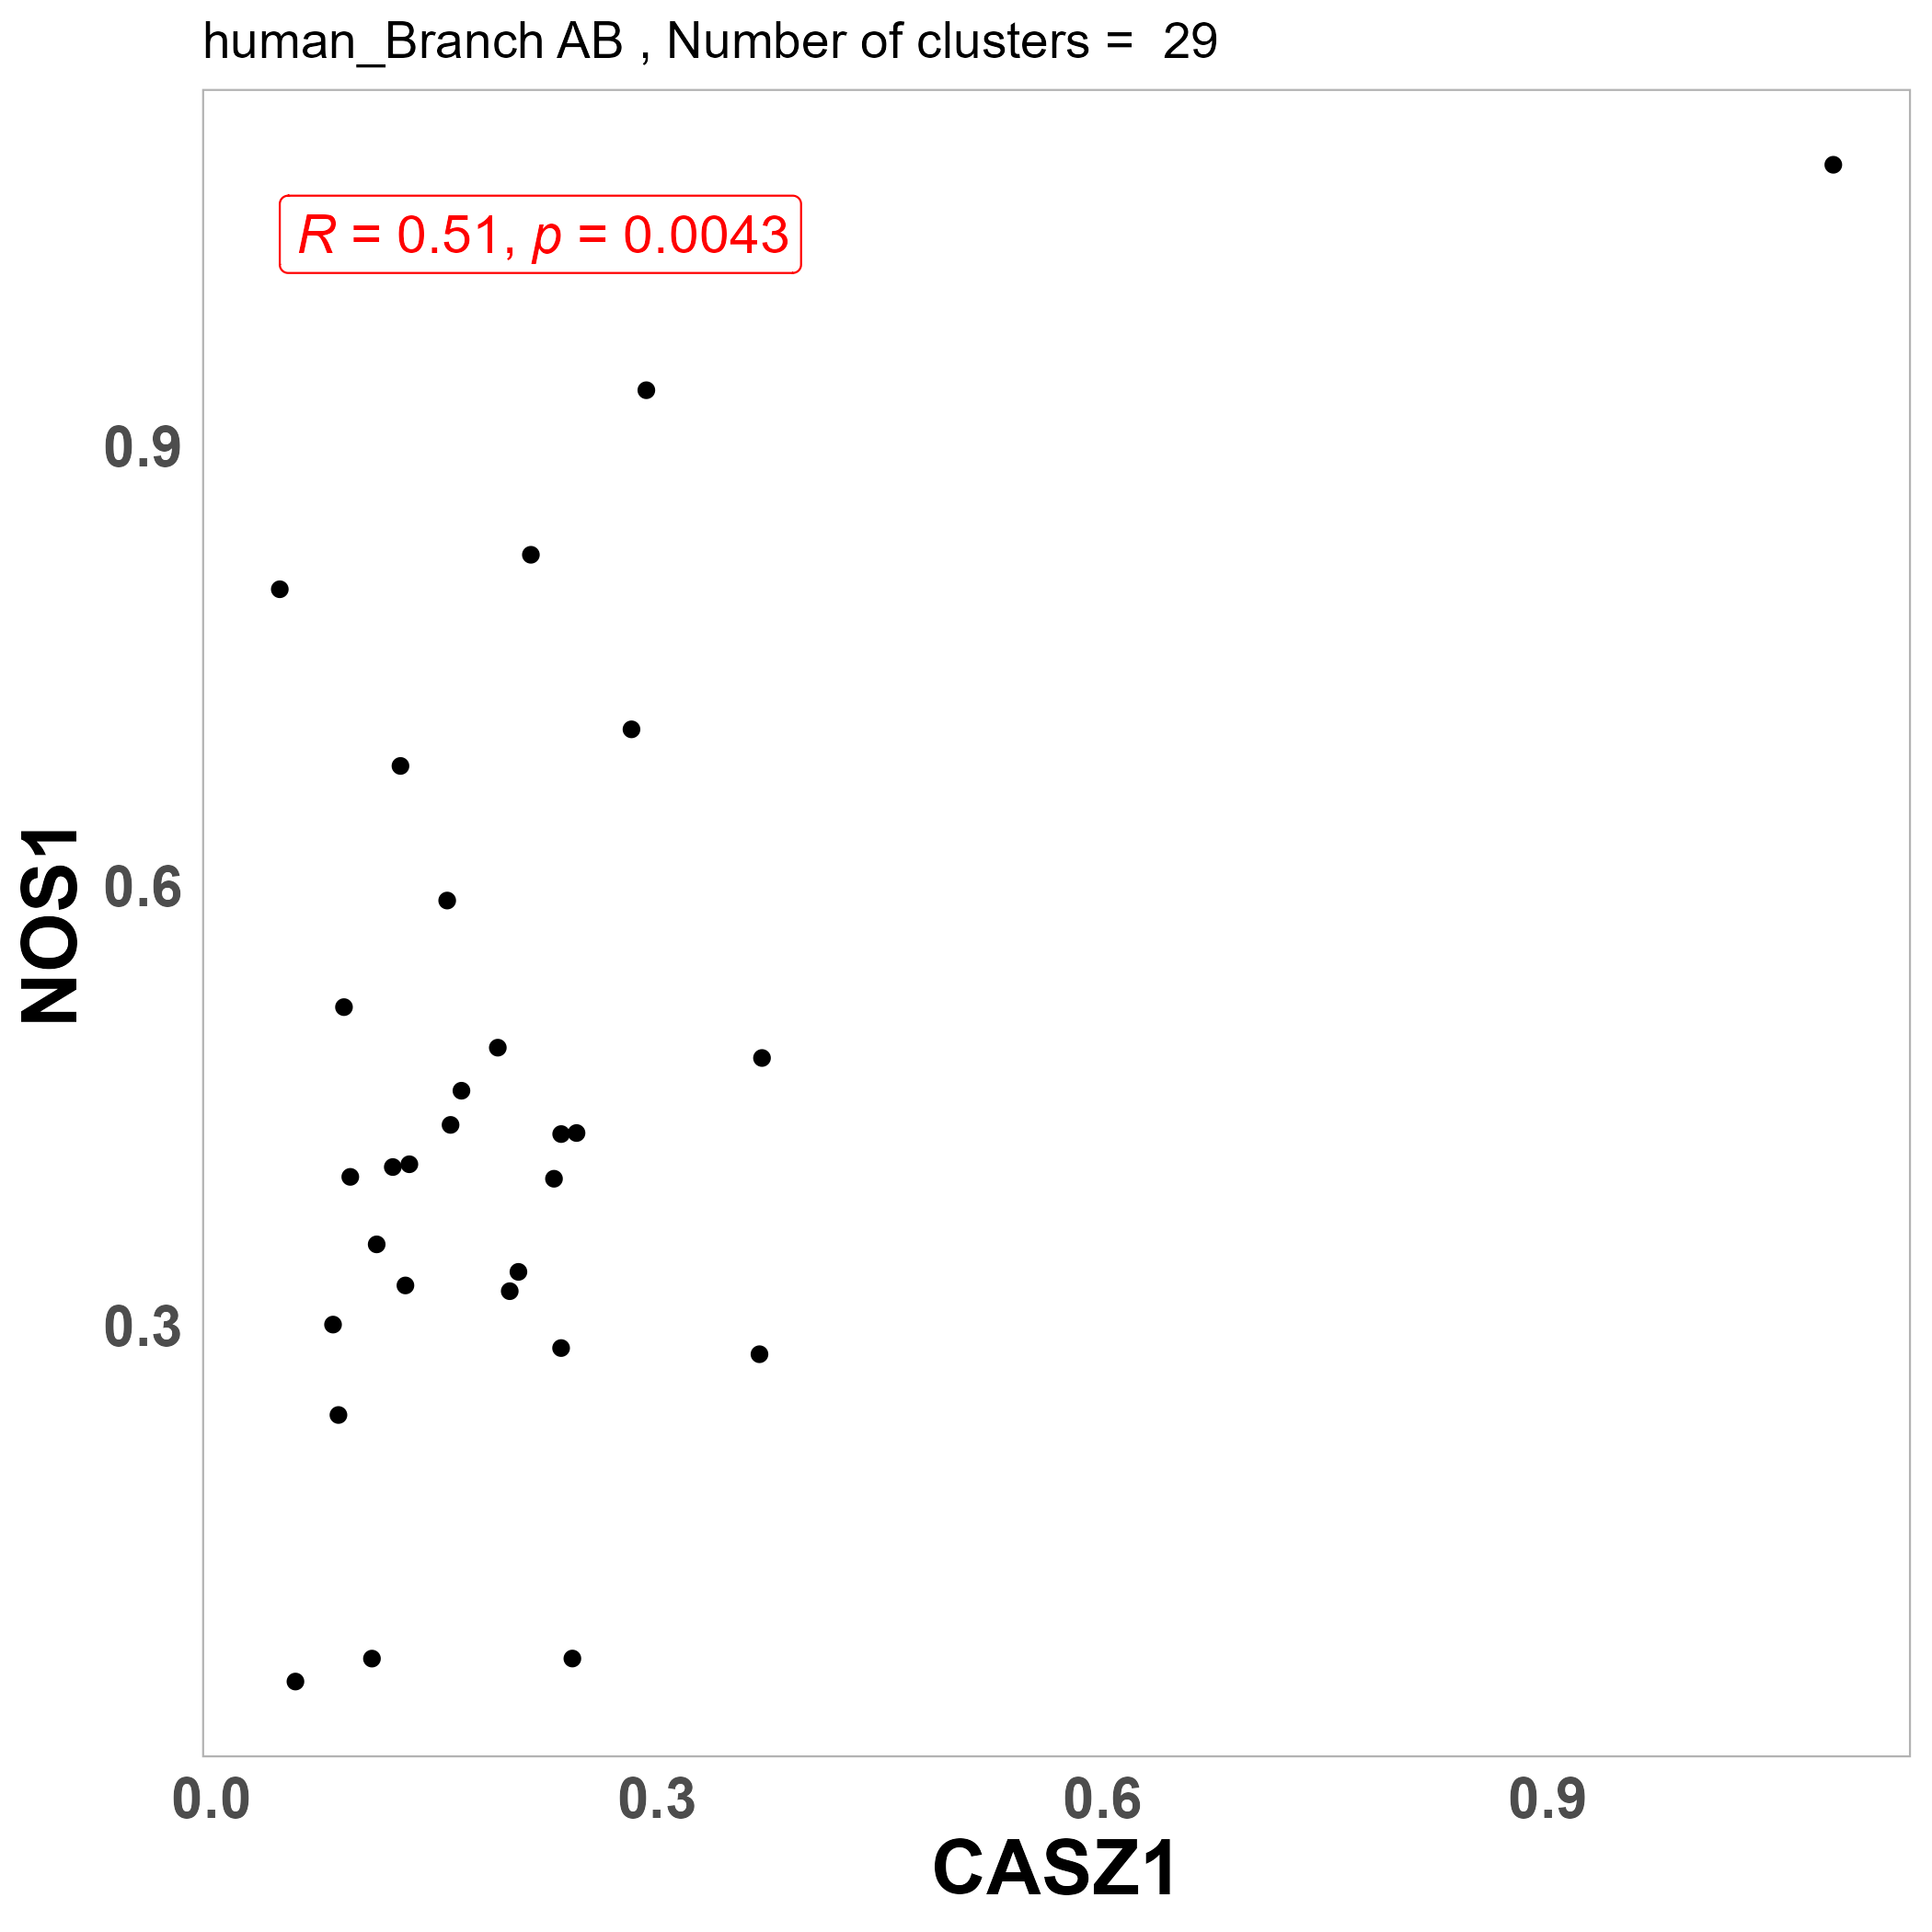 human_Branch AB , Number of clusters =  29
R = 0.51, p = 0.0043
NOS1
0.9
0.6
0.3
0.0 0.3 0.6 0.9
CASZ1